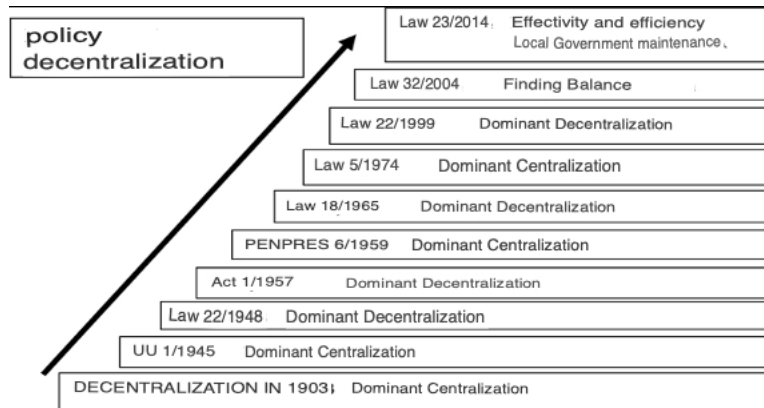 policy
decentralization
Law 23/2014, Effectivity and efficiency
Local Government maintenance、
Law 32/2004 Finding Balance
Law 22/1999 Dominant Decentralization
Law 5/1974 Dominant Centralization
Law 18/1965 Dominant Decentralization
PENPRES 6/1959 Dominant Centralization
Act 1/1957 Dominant Decentralization
Law 22/1948 Dominant Decentralization
UU 1/1945 Dominant Centralization
DECENTRALIZATION IN 1903; Dominant Centralization